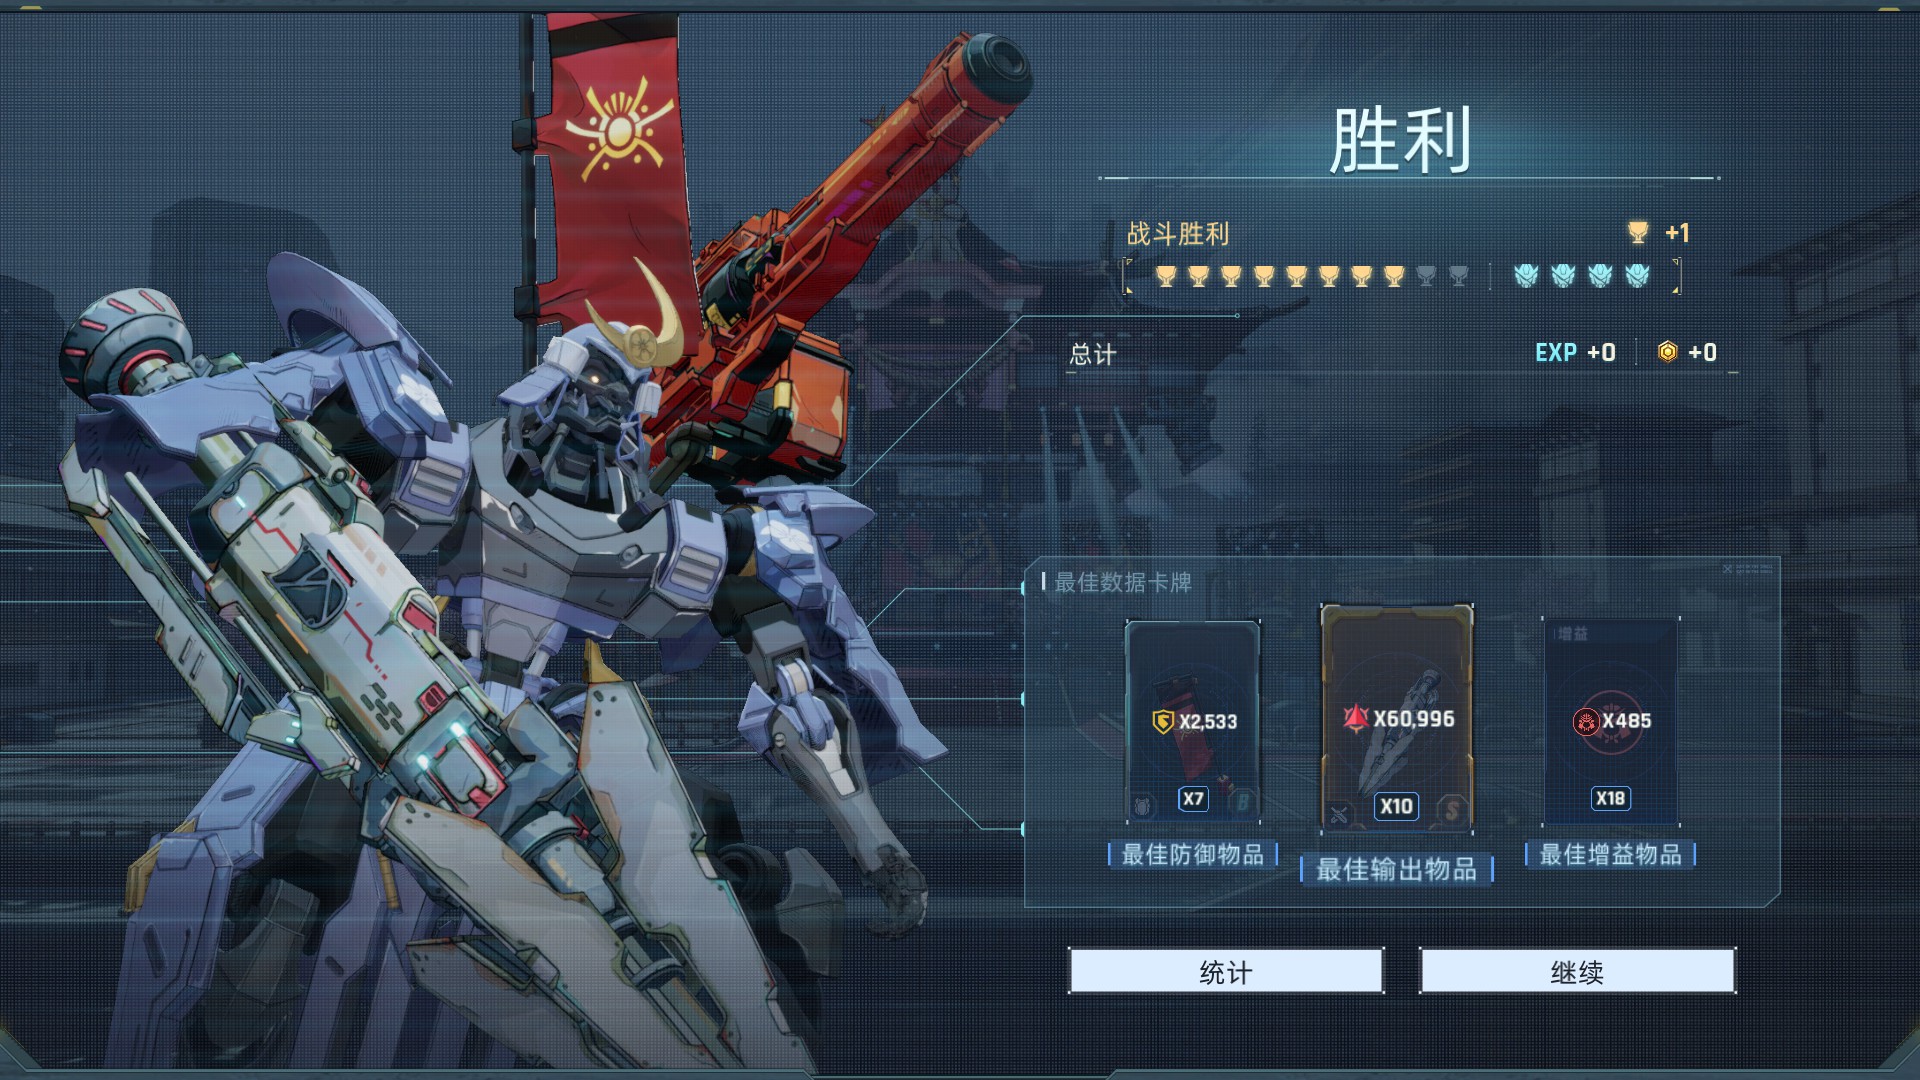 胜利
战斗胜利
+1
总计
EXP +0
+0
最佳数据卡牌
增益
X2,533
X60,996
X485
X7
B
X10
S
X18
最佳防御物品
最佳输出物品
最佳增益物品
统计
继续